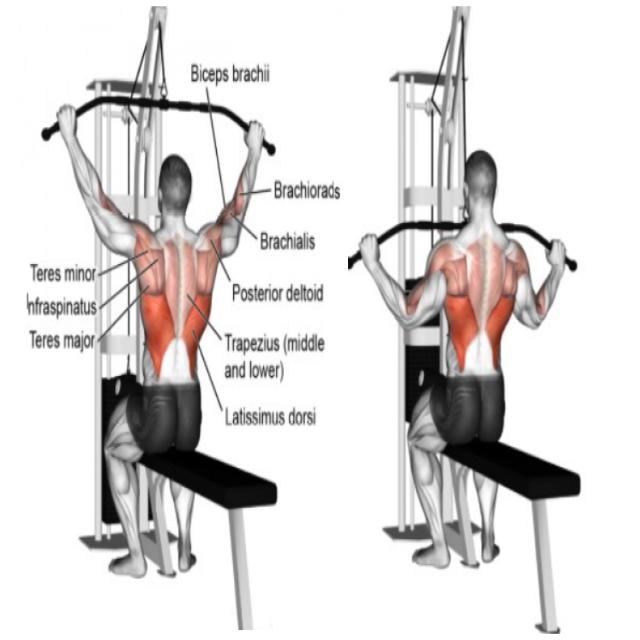 Biceps brachii
Brachiorads
Brachialis
Teres minor
Infraspinatus
Posterior deltoid
Teres major
Trapezius (middle
and lower)
Latissimus dorsi